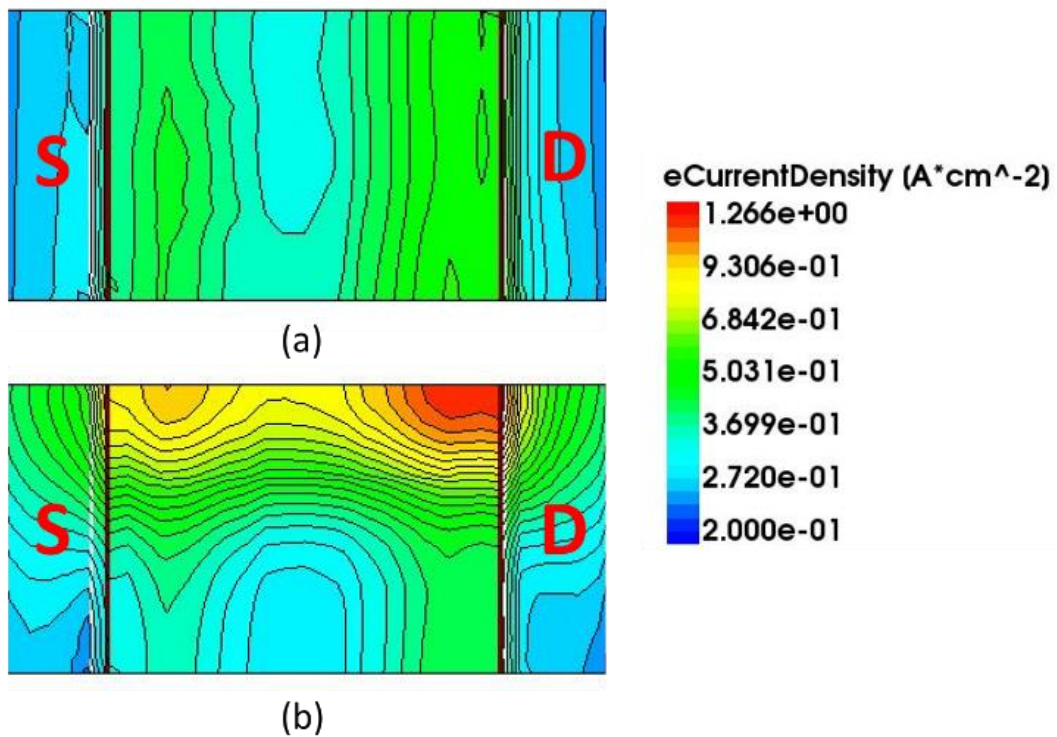 S
D
(a)
S
D
(b)
eCurrentDensity (A*cm^-2)
1.266e+00
9.306e-01
6.842e-01
5.031e-01
3.699e-01
2.720e-01
2.000e-01